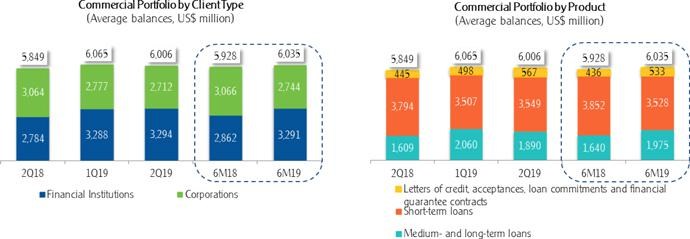 Commercial Portfolio by Client Type
(Average balances, US$ million)
5,849
6,065
6,006
5,928
6,035
3,064
2,777
2,712
3,066
2,744
2,784
3,288
3,294
2,862
3,291
2Q18
1Q19
2Q19
6M18
6M19
Financial Institutions
Corporations
Commercial Portfolio by Product
(Average balances, US$ million)
5,849
6,065
6,006
5,928
6,035
445
498
567
436
533
3,794
3,507
3,549
3,852
3,528
1,609
2,060
1,890
1,640
1,975
2Q18
1Q19
2Q19
6M18
6M19
Letters of credit, acceptances, loan commitments and financial
guarantee contracts
Short-term loans
Medium- and long-term loans